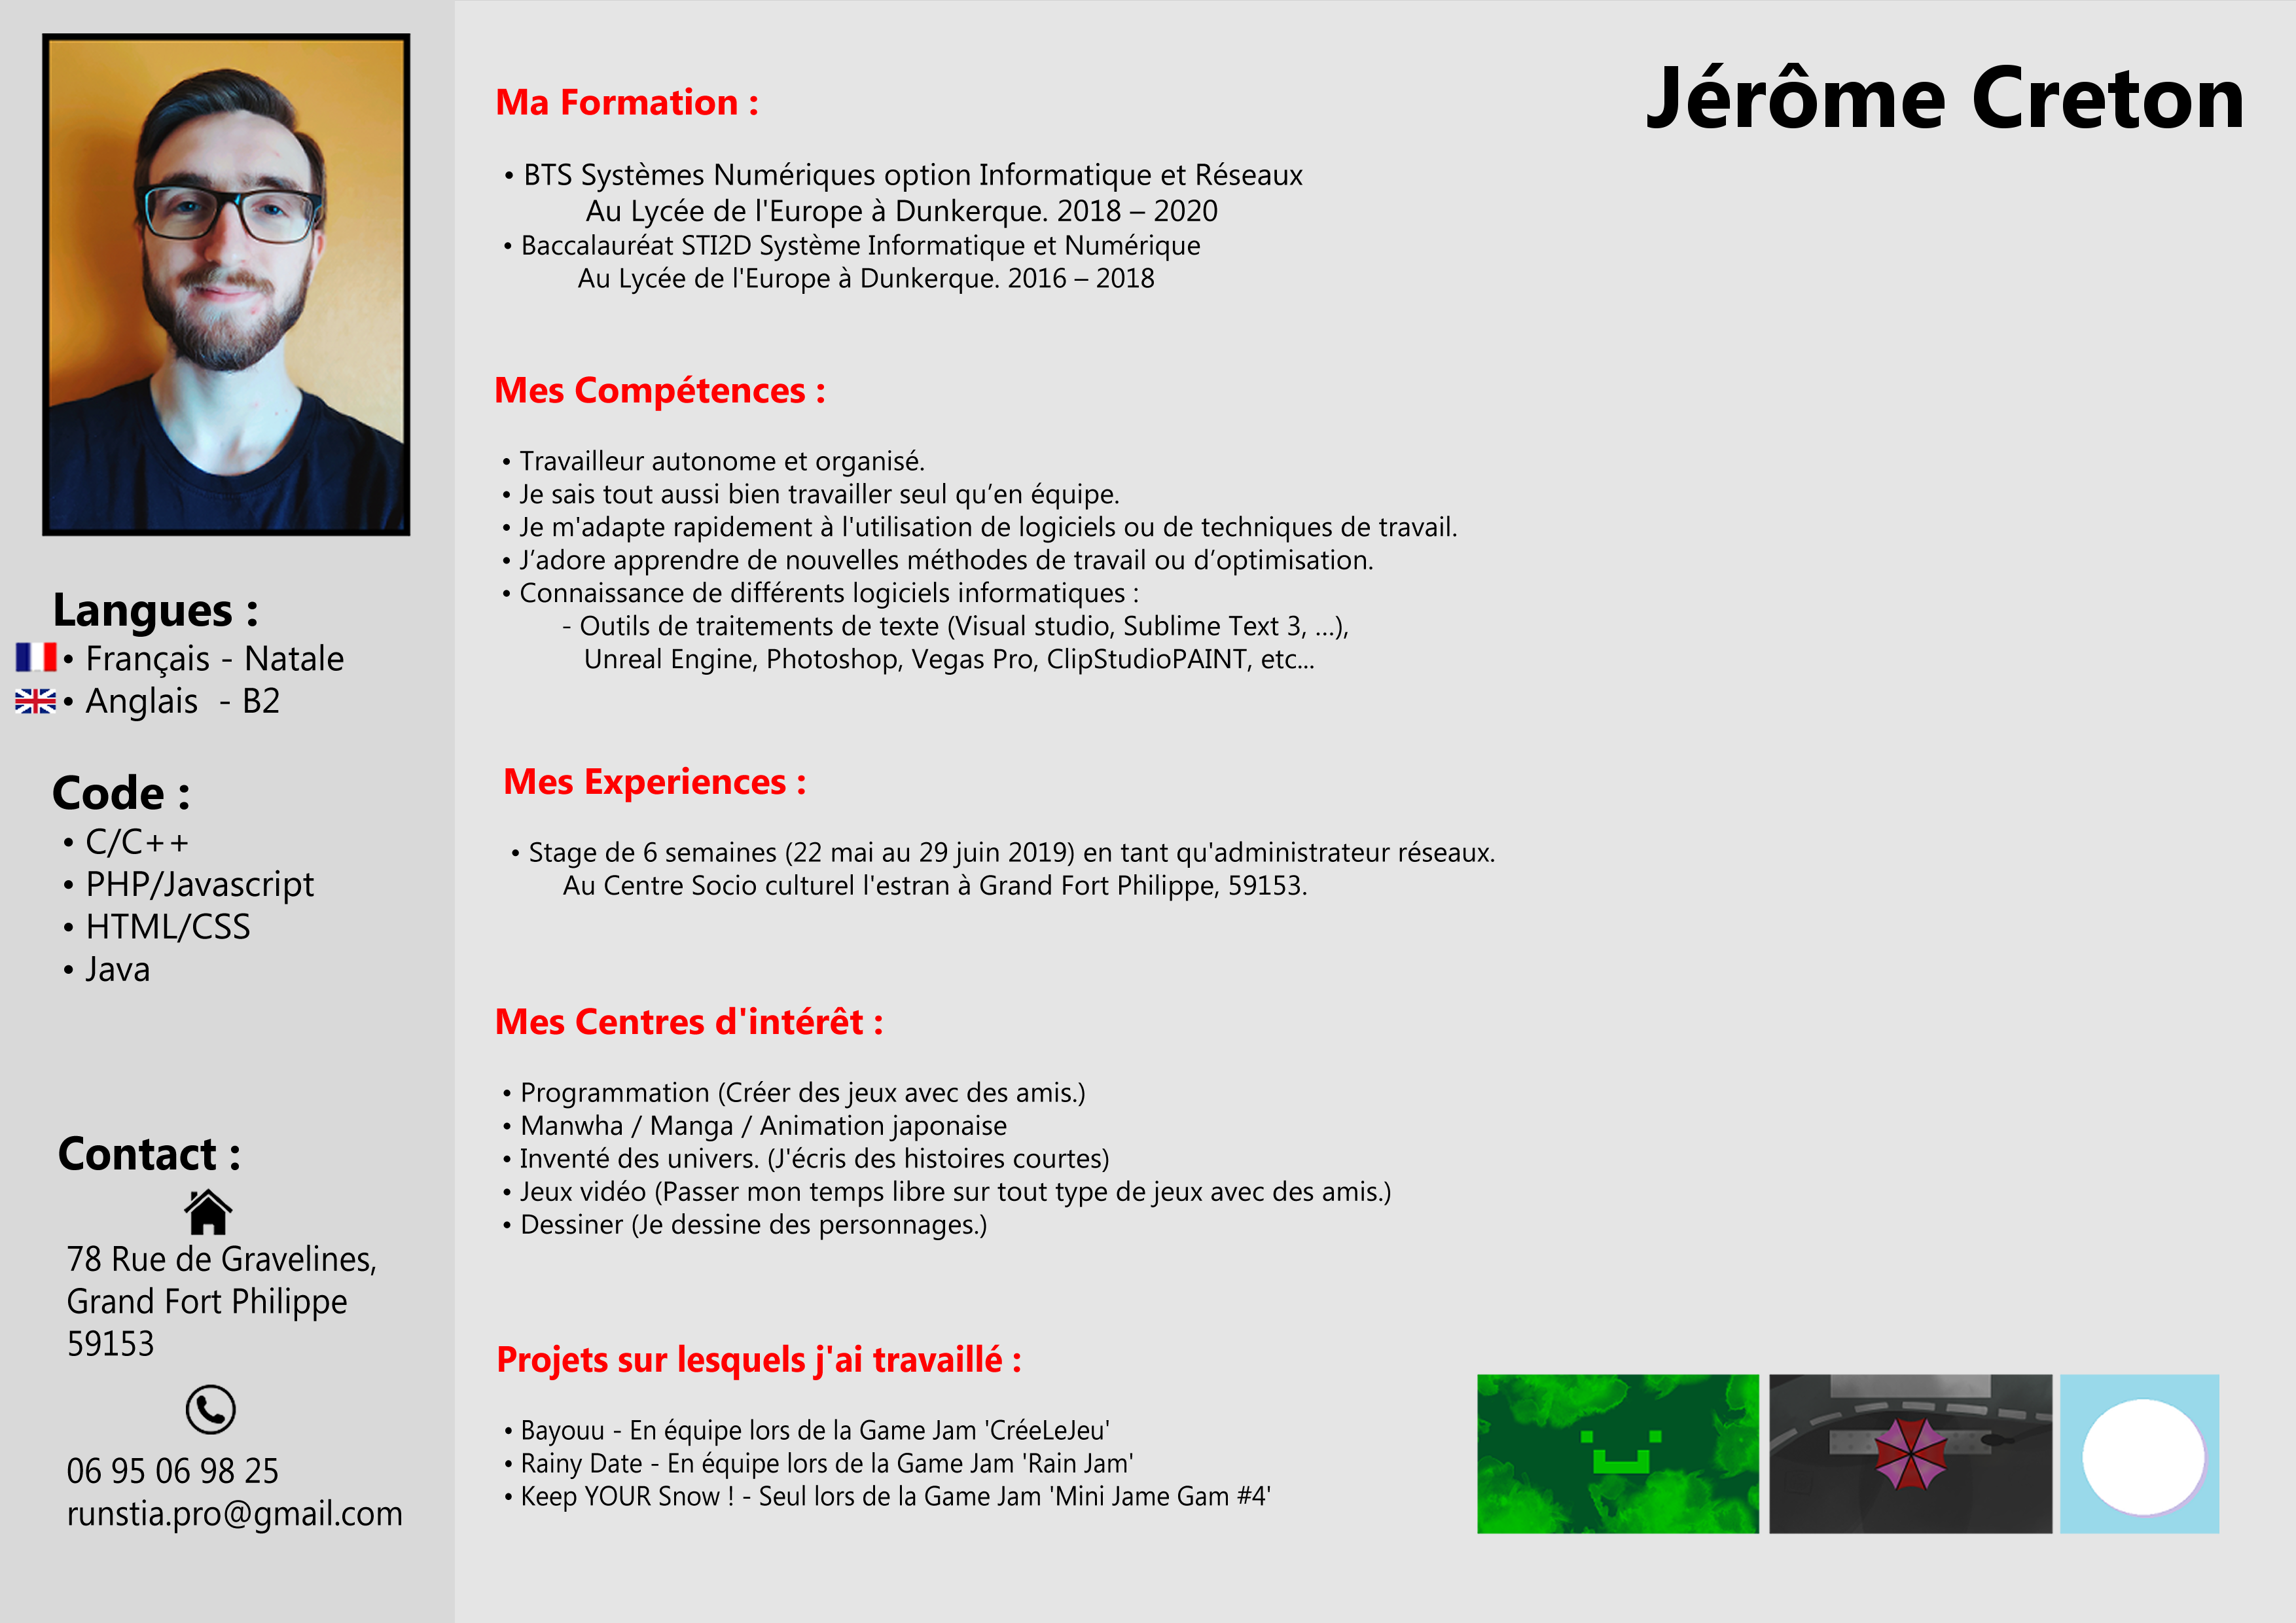 Jérôme Creton
Langues :
• Français - Natale
• Anglais  - B2
Code :
• C/C++
• PHP/Javascript
• HTML/CSS
• Java
Contact :
78 Rue de Gravelines,
Grand Fort Philippe
59153
06 95 06 98 25
runstia.pro@gmail.com
Ma Formation :
• BTS Systèmes Numériques option Informatique et Réseaux
Au Lycée de l'Europe à Dunkerque. 2018 – 2020
• Baccalauréat STI2D Système Informatique et Numérique
Au Lycée de l'Europe à Dunkerque. 2016 – 2018
Mes Compétences :
• Travailleur autonome et organisé.
• Je sais tout aussi bien travailler seul qu’en équipe.
• Je m'adapte rapidement à l'utilisation de logiciels ou de techniques de travail.
• J’adore apprendre de nouvelles méthodes de travail ou d’optimisation.
• Connaissance de différents logiciels informatiques :
- Outils de traitements de texte (Visual studio, Sublime Text 3, ...),
Unreal Engine, Photoshop, Vegas Pro, ClipStudioPAINT, etc...
Mes Experiences :
• Stage de 6 semaines (22 mai au 29 juin 2019) en tant qu'administrateur réseaux.
Au Centre Socio culturel l'estran à Grand Fort Philippe, 59153.
Mes Centres d'intérêt :
• Programmation (Créer des jeux avec des amis.)
• Manwha / Manga / Animation japonaise
• Inventé des univers. (J'écris des histoires courtes)
• Jeux vidéo (Passer mon temps libre sur tout type de jeux avec des amis.)
• Dessiner (Je dessine des personnages.)
Projets sur lesquels j'ai travaillé :
• Bayouu - En équipe lors de la Game Jam 'CréeLeJeu'
• Rainy Date - En équipe lors de la Game Jam 'Rain Jam'
• Keep YOUR Snow ! - Seul lors de la Game Jam 'Mini Jame Gam #4'